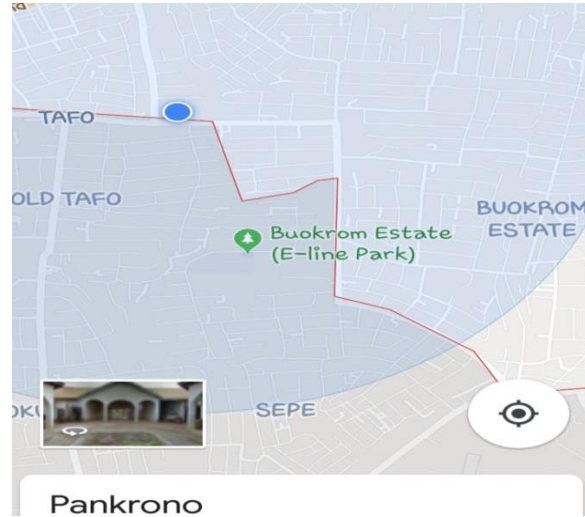 TAFO
OLD TAFO
BUOKROM
ESTATE
Buokrom Estate
(E-line Park)
SEPE
Pankrono